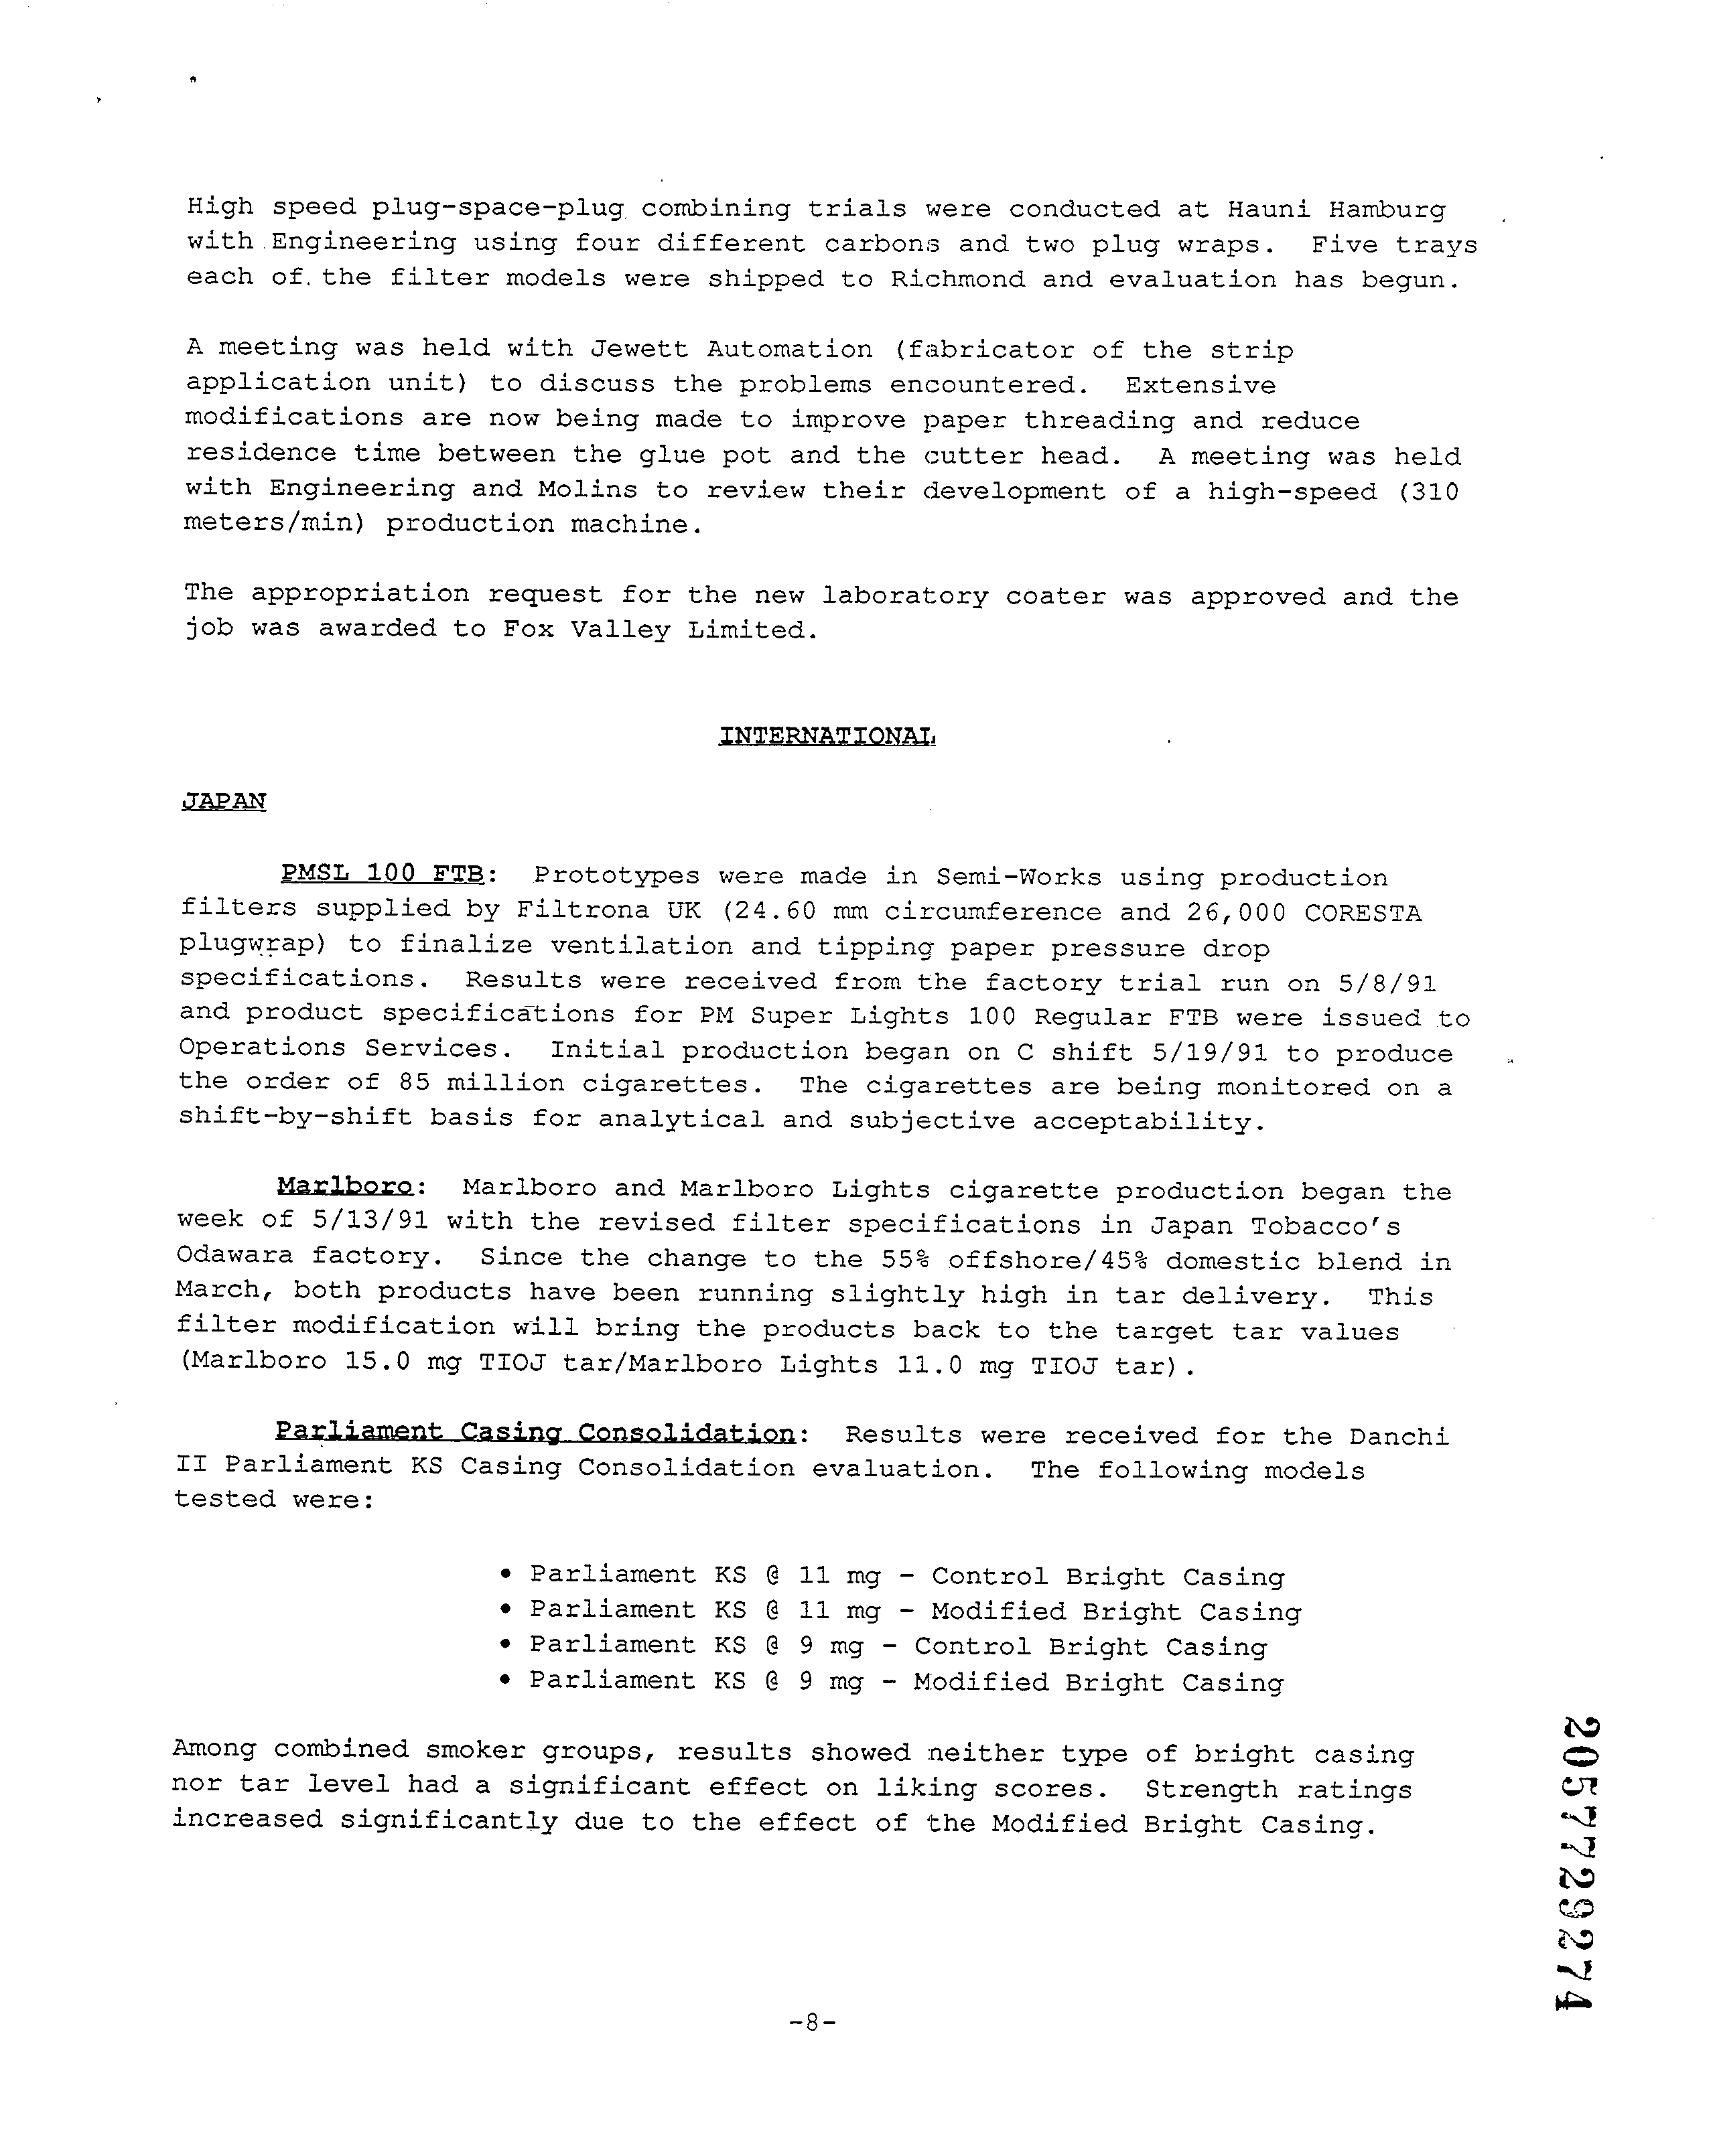 High speed plug-space-plug combining trials were conducted at Hauni Hamburg
with Engineering using four different carbons and two plug wraps.  Five trays
each of the filter models were shipped to Richmond and evaluation has begun.
A meeting was held with Jewett Automation (fabricator of the strip
application unit) to discuss the problems encountered.  Extensive
modifications are now being made to improve paper threading and reduce
residence time between the glue pot and the cutter head.  A meeting was held
with Engineering and Molins to review their development of a high-speed (310
meters/min) production machine.
The appropriation request for the new laboratory coater was approved and the
job was awarded to Fox Valley Limited.
INTERNATIONAL
JAPAN
PMSL 100 FTB:  Prototypes were made in Semi-Works using production
filters supplied by Filtrona UK (24.60 mm circumference and 26,000 CORESTA
plugwrap) to finalize ventilation and tipping paper pressure drop
specifications.  Results were received from the factory trial run on 5/8/91
and product specifications for PM Super Lights 100 Regular FTB were issued to
Operations Services.  Initial production began on C shift 5/19/91 to produce
the order of 85 million cigarettes.  The cigarettes are being monitored on a
shift-by-shift basis for analytical and subjective acceptability.
Marlboro:  Marlboro and Marlboro Lights cigarette production began the
week of 5/13/91 with the revised filter specifications in Japan Tobacco's
Odawara factory.  Since the change to the 55% offshore/45% domestic blend in
March, both products have been running slightly high in tar delivery.  This
filter modification will bring the products back to the target tar values
(Marlboro 15.0 mg TIOJ tar/Marlboro Lights 11.0 mg TIOJ tar).
Parliament Casing Consolidation:  Results were received for the Danchi
II Parliament KS Casing Consolidation evaluation.  The following models
tested were:
• Parliament KS @ 11 mg - Control Bright Casing
• Parliament KS @ 11 mg - Modified Bright Casing
• Parliament KS @ 9 mg - Control Bright Casing
• Parliament KS @ 9 mg - Modified Bright Casing
Among combined smoker groups, results showed neither type of bright casing
nor tar level had a significant effect on liking scores.  Strength ratings
increased significantly due to the effect of the Modified Bright Casing.
2057729274
-8-